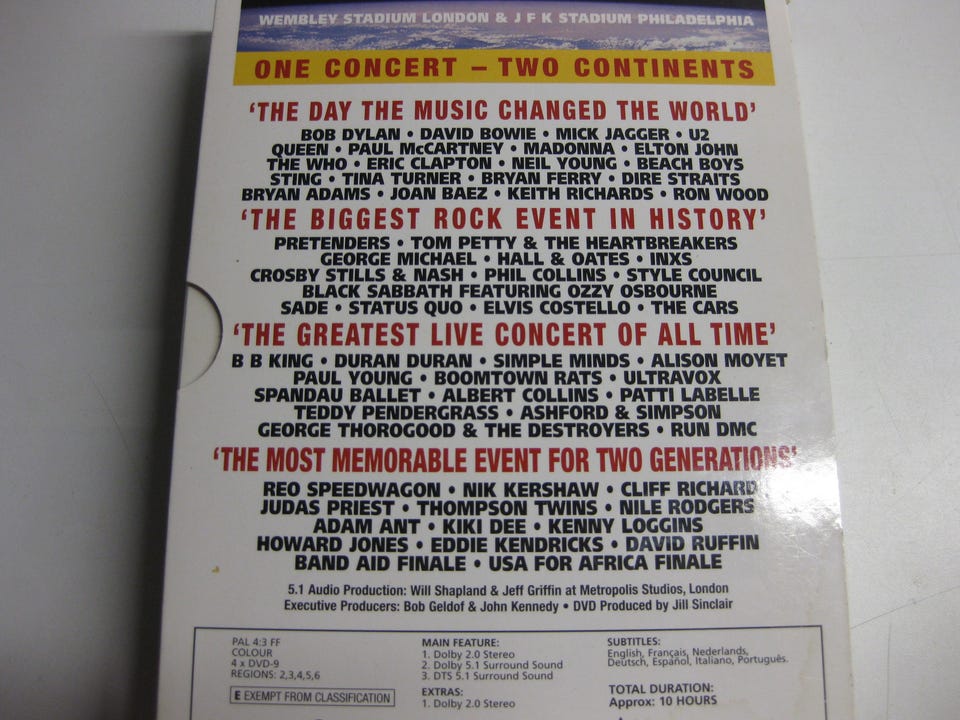 WEMBLEY STADIUM LONDON & J F K STADIUM PHILADELPHIA
ONE CONCERT – TWO CONTINENTS
‘THE DAY THE MUSIC CHANGED THE WORLD’
BOB DYLAN • DAVID BOWIE • MICK JAGGER • U2
QUEEN • PAUL McCARTNEY • MADONNA • ELTON JOHN
THE WHO • ERIC CLAPTON • NEIL YOUNG • BEACH BOYS
STING • TINA TURNER • BRYAN FERRY • DIRE STRAITS
BRYAN ADAMS • JOAN BAEZ • KEITH RICHARDS • RON WOOD
‘THE BIGGEST ROCK EVENT IN HISTORY’
PRETENDERS • TOM PETTY & THE HEARTBREAKERS
GEORGE MICHAEL • HALL & OATES • INXS
CROSBY STILLS & NASH • PHIL COLLINS • STYLE COUNCIL
BLACK SABBATH FEATURING OZZY OSBOURNE
SADE • STATUS QUO • ELVIS COSTELLO • THE CARS
‘THE GREATEST LIVE CONCERT OF ALL TIME’
B B KING • DURAN DURAN • SIMPLE MINDS • ALISON MOYET
PAUL YOUNG • BOOMTOWN RATS • ULTRAVOX
SPANDAU BALLET • ALBERT COLLINS • PATTI LABELLE
TEDDY PENDERGRASS • ASHFORD & SIMPSON
GEORGE THOROGOOD & THE DESTROYERS • RUN DMC
‘THE MOST MEMORABLE EVENT FOR TWO GENERATIONS’
REO SPEEDWAGON • NIK KERSHAW • CLIFF RICHARD
JUDAS PRIEST • THOMPSON TWINS • NILE RODGERS
ADAM ANT • KIKI DEE • KENNY LOGGINS
HOWARD JONES • EDDIE KENDRICKS • DAVID RUFFIN
BAND AID FINALE • USA FOR AFRICA FINALE
5.1 Audio Production: Will Shapland & Jeff Griffin at Metropolis Studios, London
Executive Producers: Bob Geldof & John Kennedy • DVD Produced by Jill Sinclair
PAL 4:3 FF
COLOUR
4 x DVD-9
REGIONS: 2,3,4,5,6
E EXEMPT FROM CLASSIFICATION
MAIN FEATURE:
1. Dolby 2.0 Stereo
2. Dolby 5.1 Surround Sound
3. DTS 5.1 Surround Sound
EXTRAS:
1. Dolby 2.0 Stereo
SUBTITLES:
English, Français, Nederlands,
Deutsch, Español, Italiano, Português.
TOTAL DURATION:
Approx: 10 HOURS